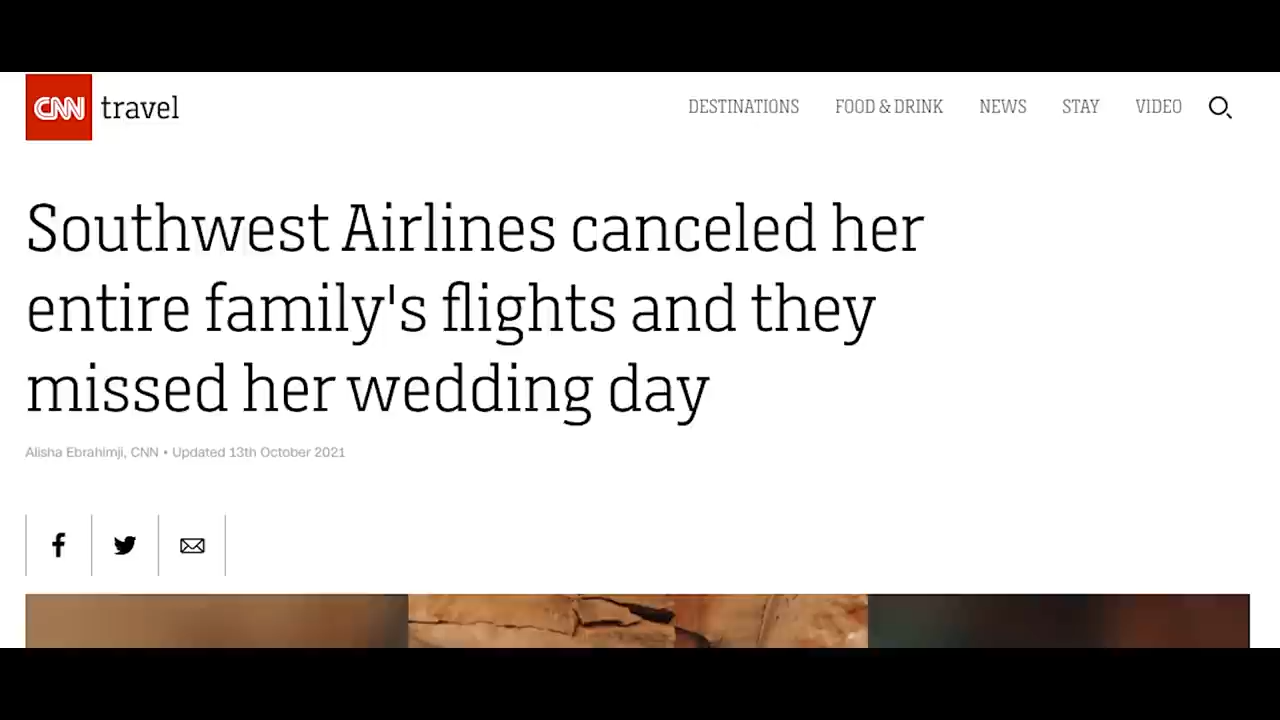 CNN travel
DESTINATIONS FOOD & DRINK NEWS STAY VIDEO
Southwest Airlines canceled her
entire family's flights and they
missed her wedding day
Alisha Ebrahimji, CNN • Updated 13th October 2021